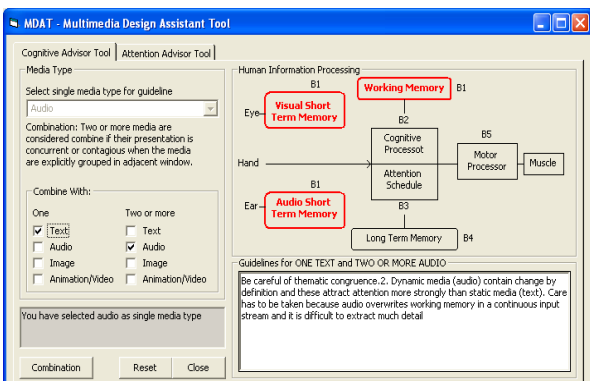 MDAT - Multimedia Design Assistant Tool
Cognitive Advisor Tool
Attention Advisor Tool
Media Type
Select single media type for guideline
Audio
Combination: Two or more media are
considered combine if their presentation is
concurrent or contagious when the media
are explicitly grouped in adjacent window.
Combine With:
One
Two or more
Text
Text
Audio
Audio
Image
Image
Animation/Video
Animation/Video
You have selected audio as single media type
Combination
Reset
Close
Human Information Processing
B1
Working Memory
B1
Eye
Visual Short
Term Memory
B2
Cognitive
Processot
B5
Motor
Processor
Muscle
Hand
Attention
Schedule
B1
Ear
Audio Short
Term Memory
B3
Long Term Memory
B4
Guidelines for ONE TEXT and TWO OR MORE AUDIO
Be careful of thematic congruence.2. Dynamic media (audio) contain change by
definition and these attract attention more strongly than static media (text). Care
has to be taken because audio overwrites working memory in a continuous input
stream and it is difficult to extract much detail